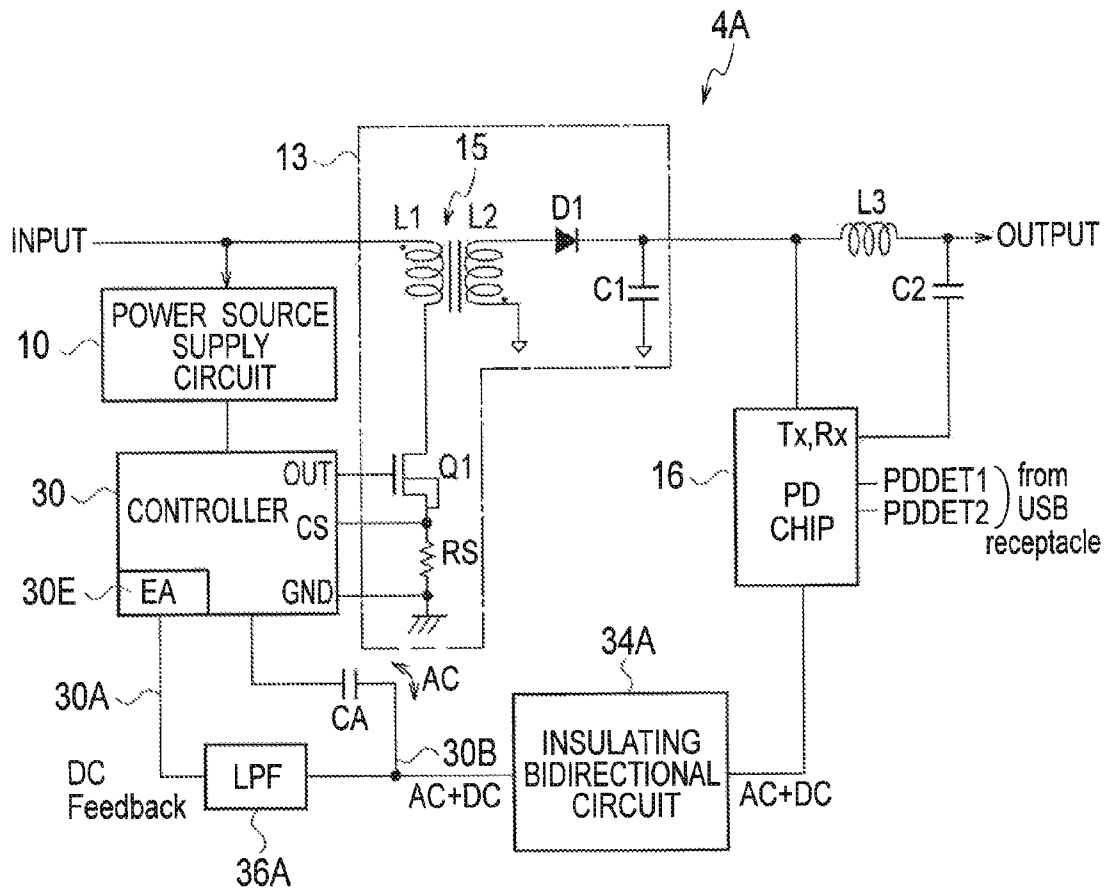 4A
13
15
L1
L2
D1
L3
INPUT
OUTPUT
C1
C2
10
POWER SOURCE
SUPPLY
CIRCUIT
Tx,Rx
16
PD
CHIP
PDDET1
PDDET2
from
USB
receptacle
30
CONTROLLER
OUT
CS
GND
Q1
RS
30E
EA
34A
AC
30A
CA
30B
INSULATING
BIDIRECTIONAL
CIRCUIT
DC
Feedback
LPF
AC+DC
AC+DC
36A